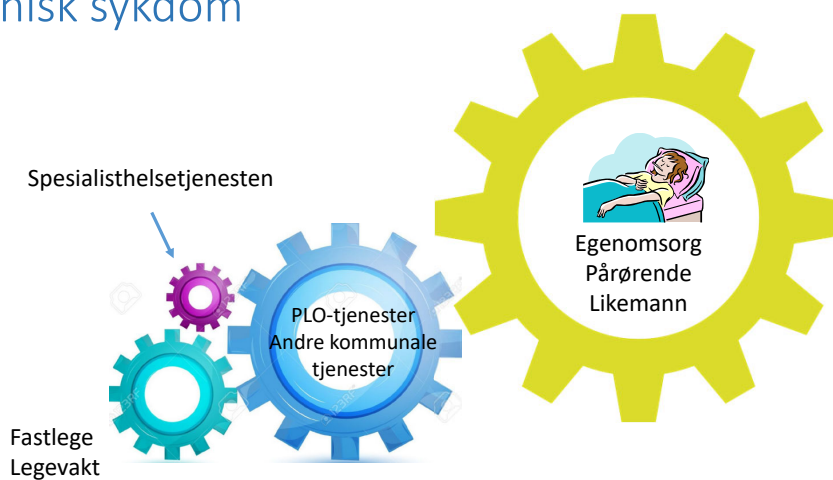 nisk sykdom
Spesialisthelsetjenesten
Egenomsorg
Pårørende
Likemann
PLO-tjenester
Andre kommunale
tjenester
Fastlege
Legevakt